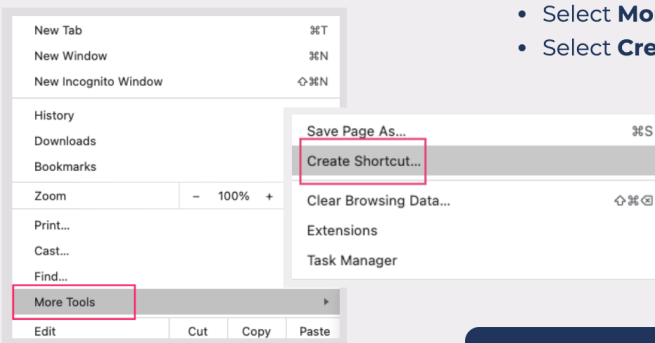 • Select Mo
• Select Cre
New Tab ⌘T
New Window ⌘N
New Incognito Window ⇧⌘N
History
Downloads
Bookmarks
Zoom - 100% +
Print...
Cast...
Find...
More Tools ▸
Edit Cut Copy Paste
Save Page As... ⌘S
Create Shortcut...
Clear Browsing Data... ⇧⌘⌫
Extensions
Task Manager